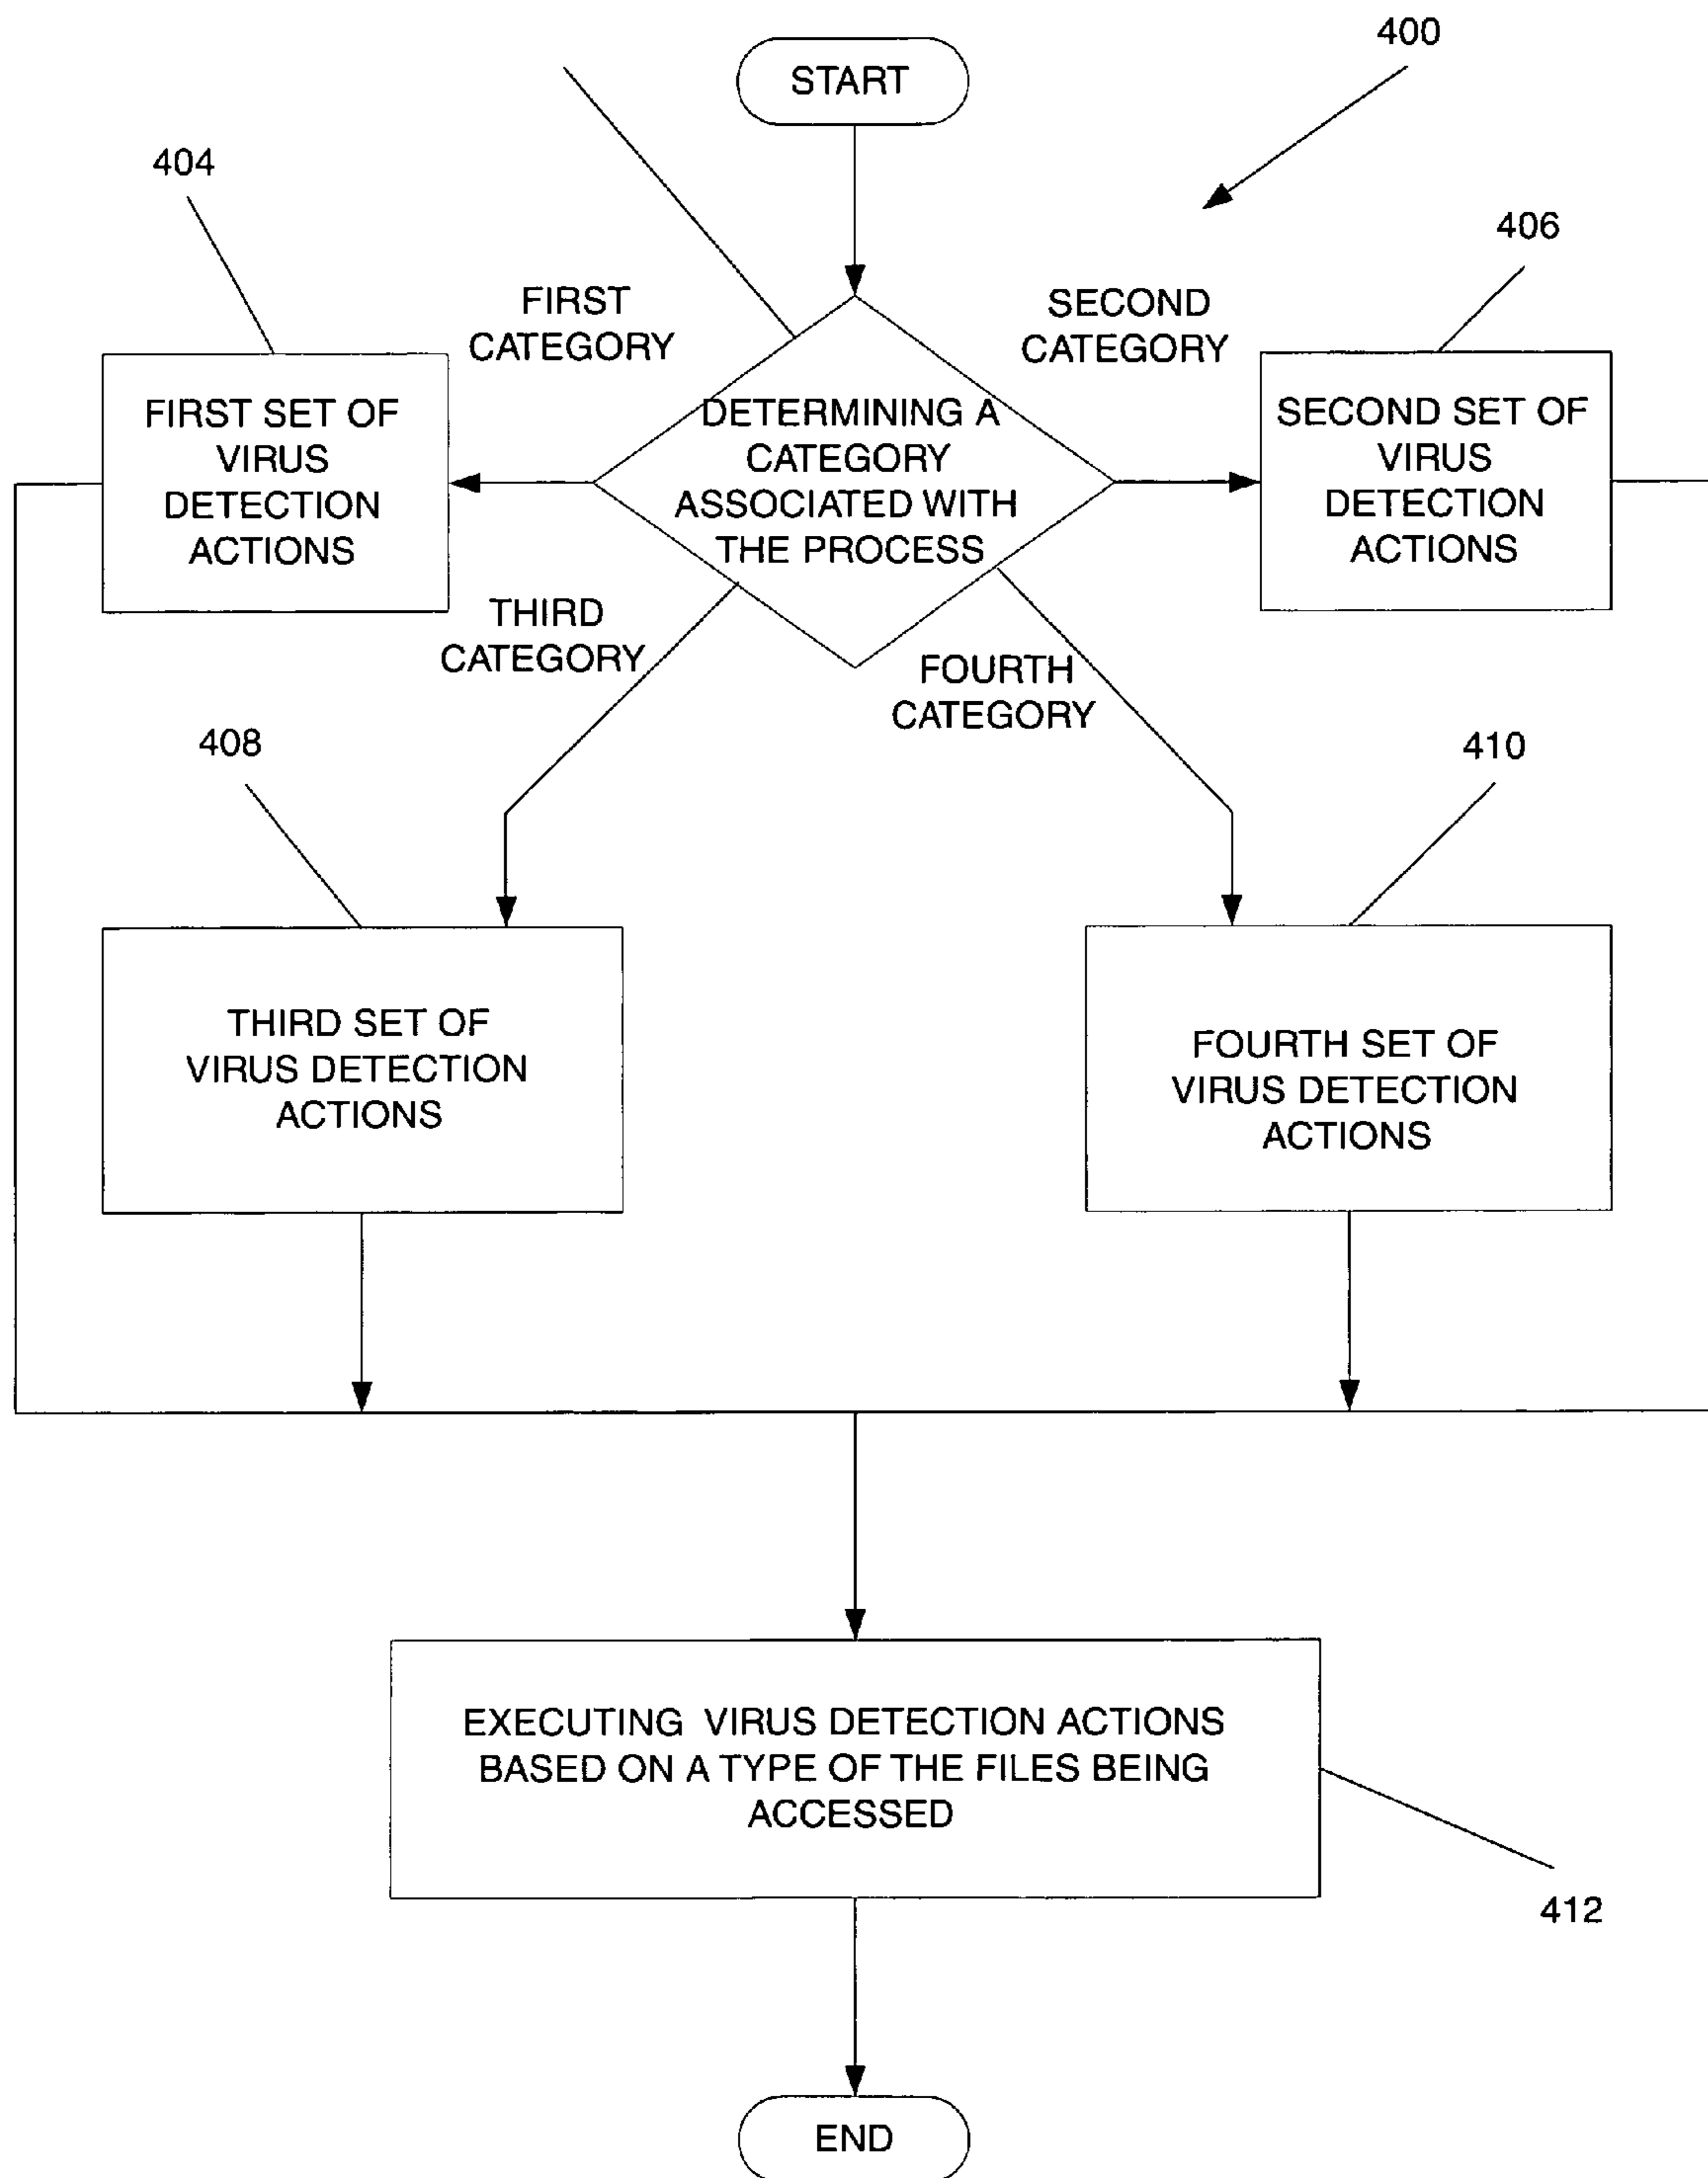 400
START
404
406
FIRST
CATEGORY
SECOND
CATEGORY
FIRST SET OF
VIRUS
DETECTION
ACTIONS
DETERMINING A
CATEGORY
ASSOCIATED WITH
THE PROCESS
SECOND SET OF
VIRUS
DETECTION
ACTIONS
THIRD
CATEGORY
FOURTH
CATEGORY
408
410
THIRD SET OF
VIRUS DETECTION
ACTIONS
FOURTH SET OF
VIRUS DETECTION
ACTIONS
EXECUTING VIRUS DETECTION ACTIONS
BASED ON A TYPE OF THE FILES BEING
ACCESSED
412
END